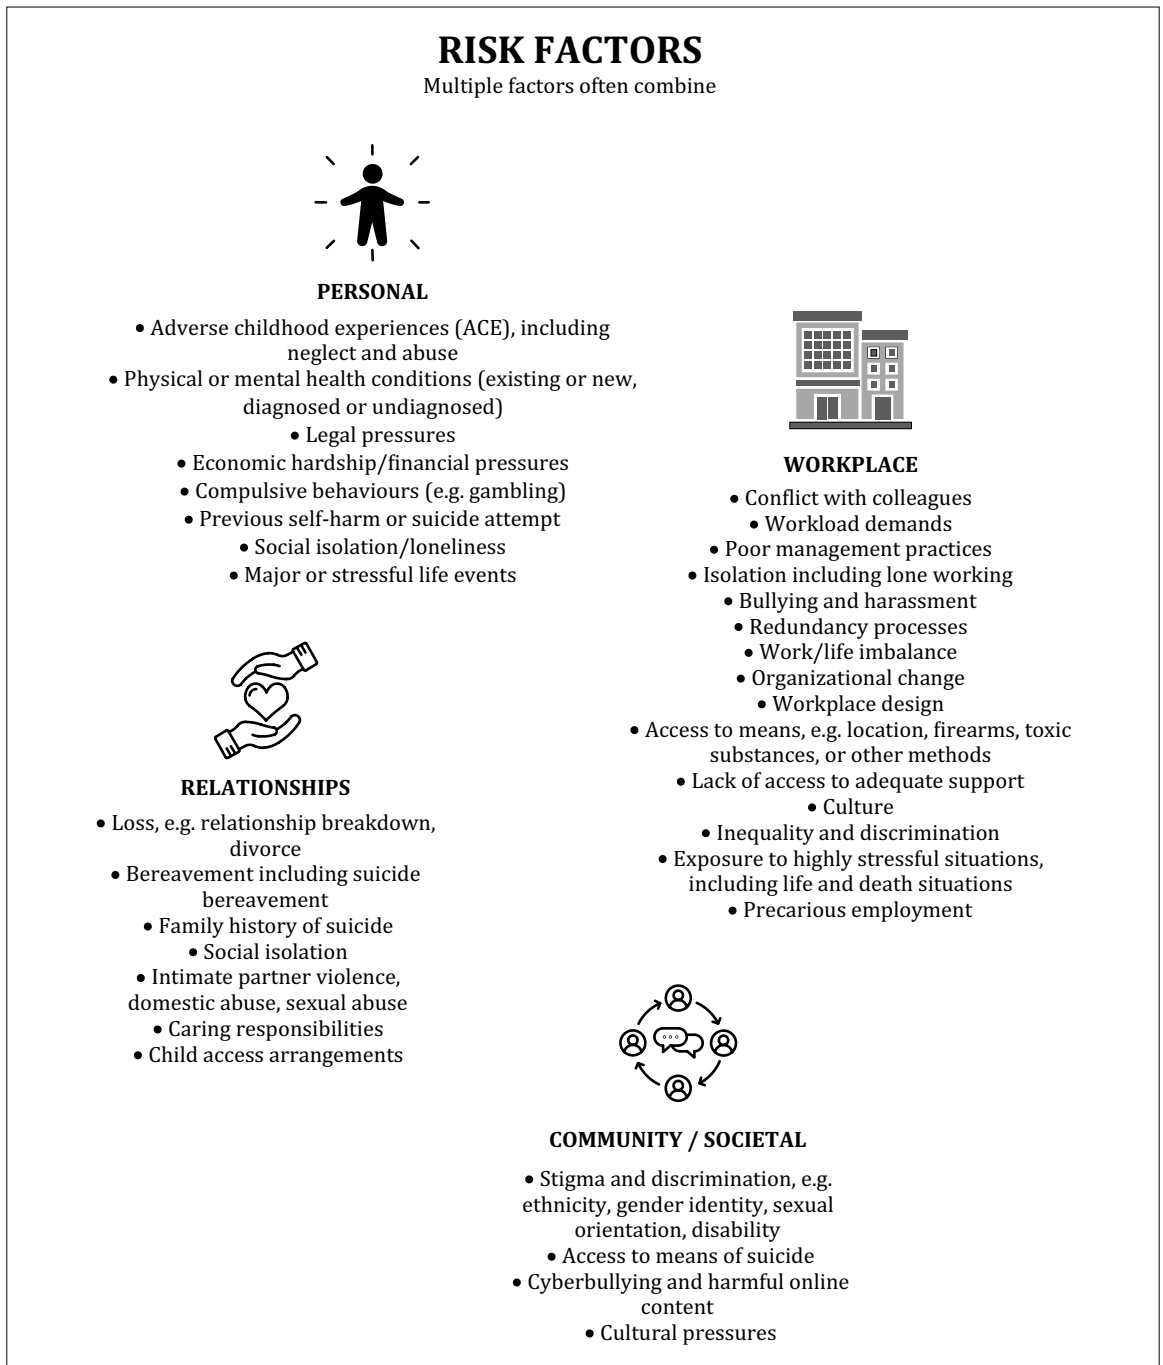 RISK FACTORS
Multiple factors often combine
PERSONAL
• Adverse childhood experiences (ACE), including
neglect and abuse
• Physical or mental health conditions (existing or new,
diagnosed or undiagnosed)
• Legal pressures
• Economic hardship/financial pressures
• Compulsive behaviours (e.g. gambling)
• Previous self-harm or suicide attempt
• Social isolation/loneliness
• Major or stressful life events
WORKPLACE
• Conflict with colleagues
• Workload demands
• Poor management practices
• Isolation including lone working
• Bullying and harassment
• Redundancy processes
• Work/life imbalance
• Organizational change
• Workplace design
• Access to means, e.g. location, firearms, toxic
substances, or other methods
• Lack of access to adequate support
• Culture
• Inequality and discrimination
• Exposure to highly stressful situations,
including life and death situations
• Precarious employment
RELATIONSHIPS
• Loss, e.g. relationship breakdown,
divorce
• Bereavement including suicide
bereavement
• Family history of suicide
• Social isolation
• Intimate partner violence,
domestic abuse, sexual abuse
• Caring responsibilities
• Child access arrangements
COMMUNITY / SOCIETAL
• Stigma and discrimination, e.g.
ethnicity, gender identity, sexual
orientation, disability
• Access to means of suicide
• Cyberbullying and harmful online
content
• Cultural pressures